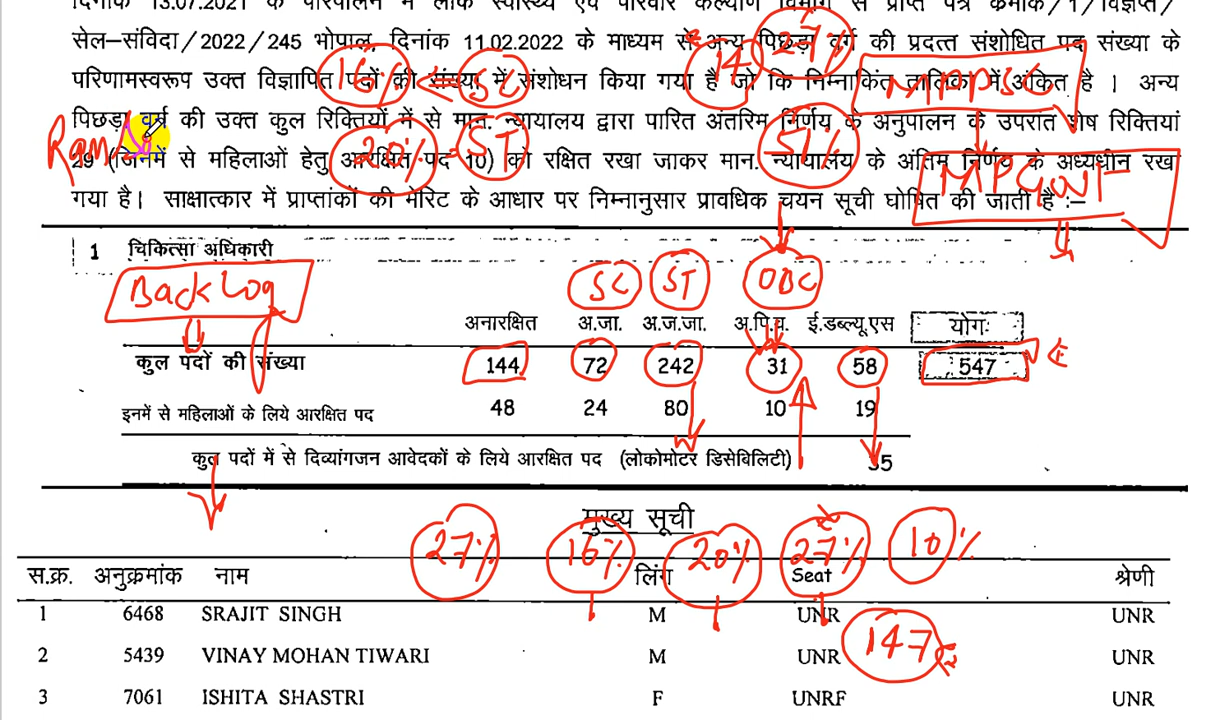 दिनांक 13.07.2021 के परिपालन में लोक स्वास्थ्य एवं परिवार कल्याण विभाग से प्राप्त पत्र क्रमांक/1/विज्ञप्त/
सेल–संविदा/2022/245 भोपाल, दिनांक 11.02.2022 के माध्यम से अन्य पिछड़ा वर्ग की प्रदत्त संशोधित पद संख्या के
27%
परिणामस्वरूप उक्त विज्ञापित पदों की संख्या में संशोधन किया गया है जो कि निम्नांकित तालिका में अंकित है । अन्य
16% SC 14 MPPSC
पिछड़ा वर्ग की उक्त कुल रिक्तियों में से मान. न्यायालय द्वारा पारित अंतरिम निर्णय के अनुपालन के उपरांत शेष रिक्तियां
20% ST 51%
29 (जिनमें से महिलाओं हेतु आरक्षित पद 10) को रक्षित रखा जाकर मान. न्यायालय के अंतिम निर्णय के अध्यधीन रखा
MP Govt
गया है। साक्षात्कार में प्राप्तांकों की मेरिट के आधार पर निम्नानुसार प्रावधिक चयन सूची घोषित की जाती है :–
1 चिकित्सा अधिकारी
Back Log SC ST OBC
अनारक्षित अ.जा. अ.ज.जा. अ.पि.व. ई.डब्ल्यू.एस योग:
कुल पदों की संख्या 144 72 242 31 58 547
इनमें से महिलाओं के लिये आरक्षित पद 48 24 80 10 19
कुल पदों में से दिव्यांगजन आवेदकों के लिये आरक्षित पद (लोकोमोटर डिसेबिलिटी) 35
मुख्य सूची
27% 16% 20% 27% 10%
स.क्र. अनुक्रमांक नाम लिंग Seat श्रेणी
1 6468 SRAJIT SINGH M UNR UNR
147
2 5439 VINAY MOHAN TIWARI M UNR UNR
3 7061 ISHITA SHASTRI F UNRF UNR